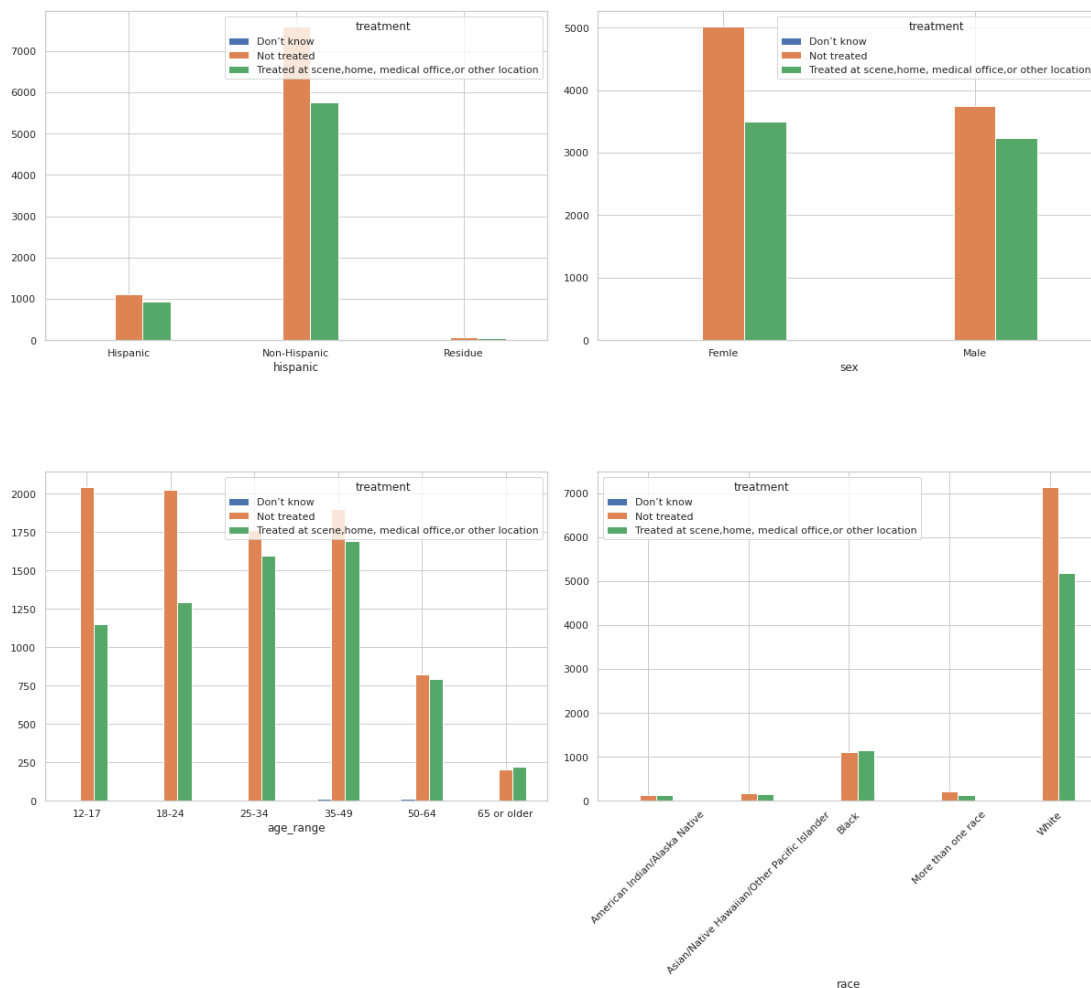 treatment
Don’t know
Not treated
Treated at scene,home, medical office,or other location
7000
6000
5000
4000
3000
2000
1000
0
Hispanic Non-Hispanic Residue
hispanic
treatment
Don’t know
Not treated
Treated at scene,home, medical office,or other location
5000
4000
3000
2000
1000
0
Femle Male
sex
treatment
Don’t know
Not treated
Treated at scene,home, medical office,or other location
2000
1750
1500
1250
1000
750
500
250
0
12-17 18-24 25-34 35-49 50-64 65 or older
age_range
treatment
Don’t know
Not treated
Treated at scene,home, medical office,or other location
7000
6000
5000
4000
3000
2000
1000
0
American Indian/Alaska Native
Asian/Native Hawaiian/Other Pacific Islander
Black
More than one race
White
race